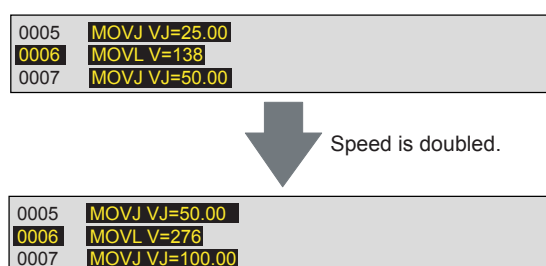 0005 MOVJ VJ=25.00
0006 MOVL V=138
0007 MOVJ VJ=50.00
Speed is doubled.
0005 MOVJ VJ=50.00
0006 MOVL V=276
0007 MOVJ VJ=100.00